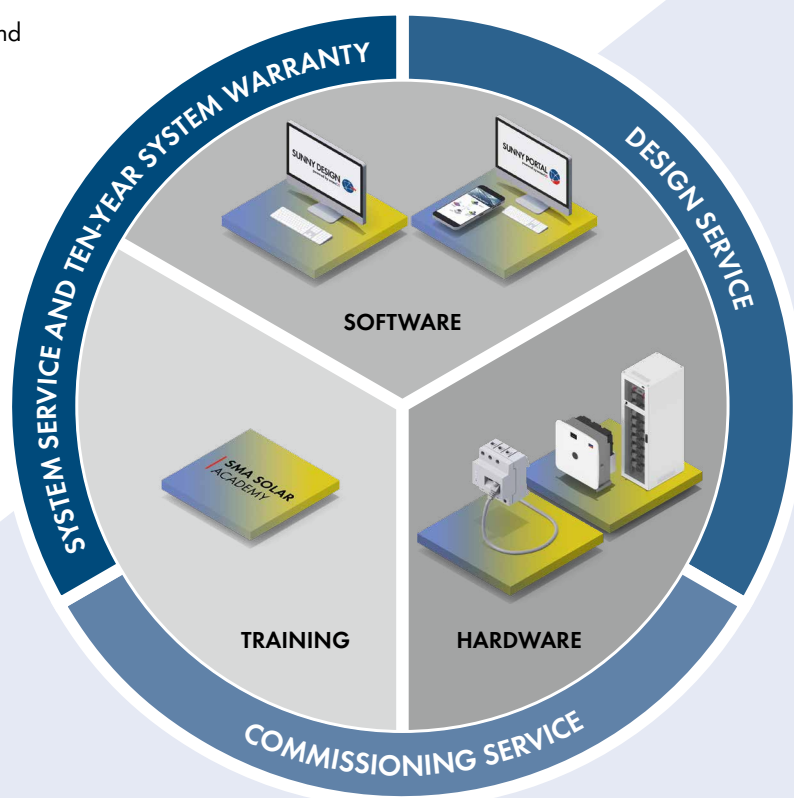 nd
SYSTEM SERVICE AND TEN-YEAR SYSTEM WARRANTY
DESIGN SERVICE
SUNNY DESIGN
SUNNY PORTAL
SOFTWARE
SMA SOLAR
ACADEMY
TRAINING
HARDWARE
COMMISSIONING SERVICE